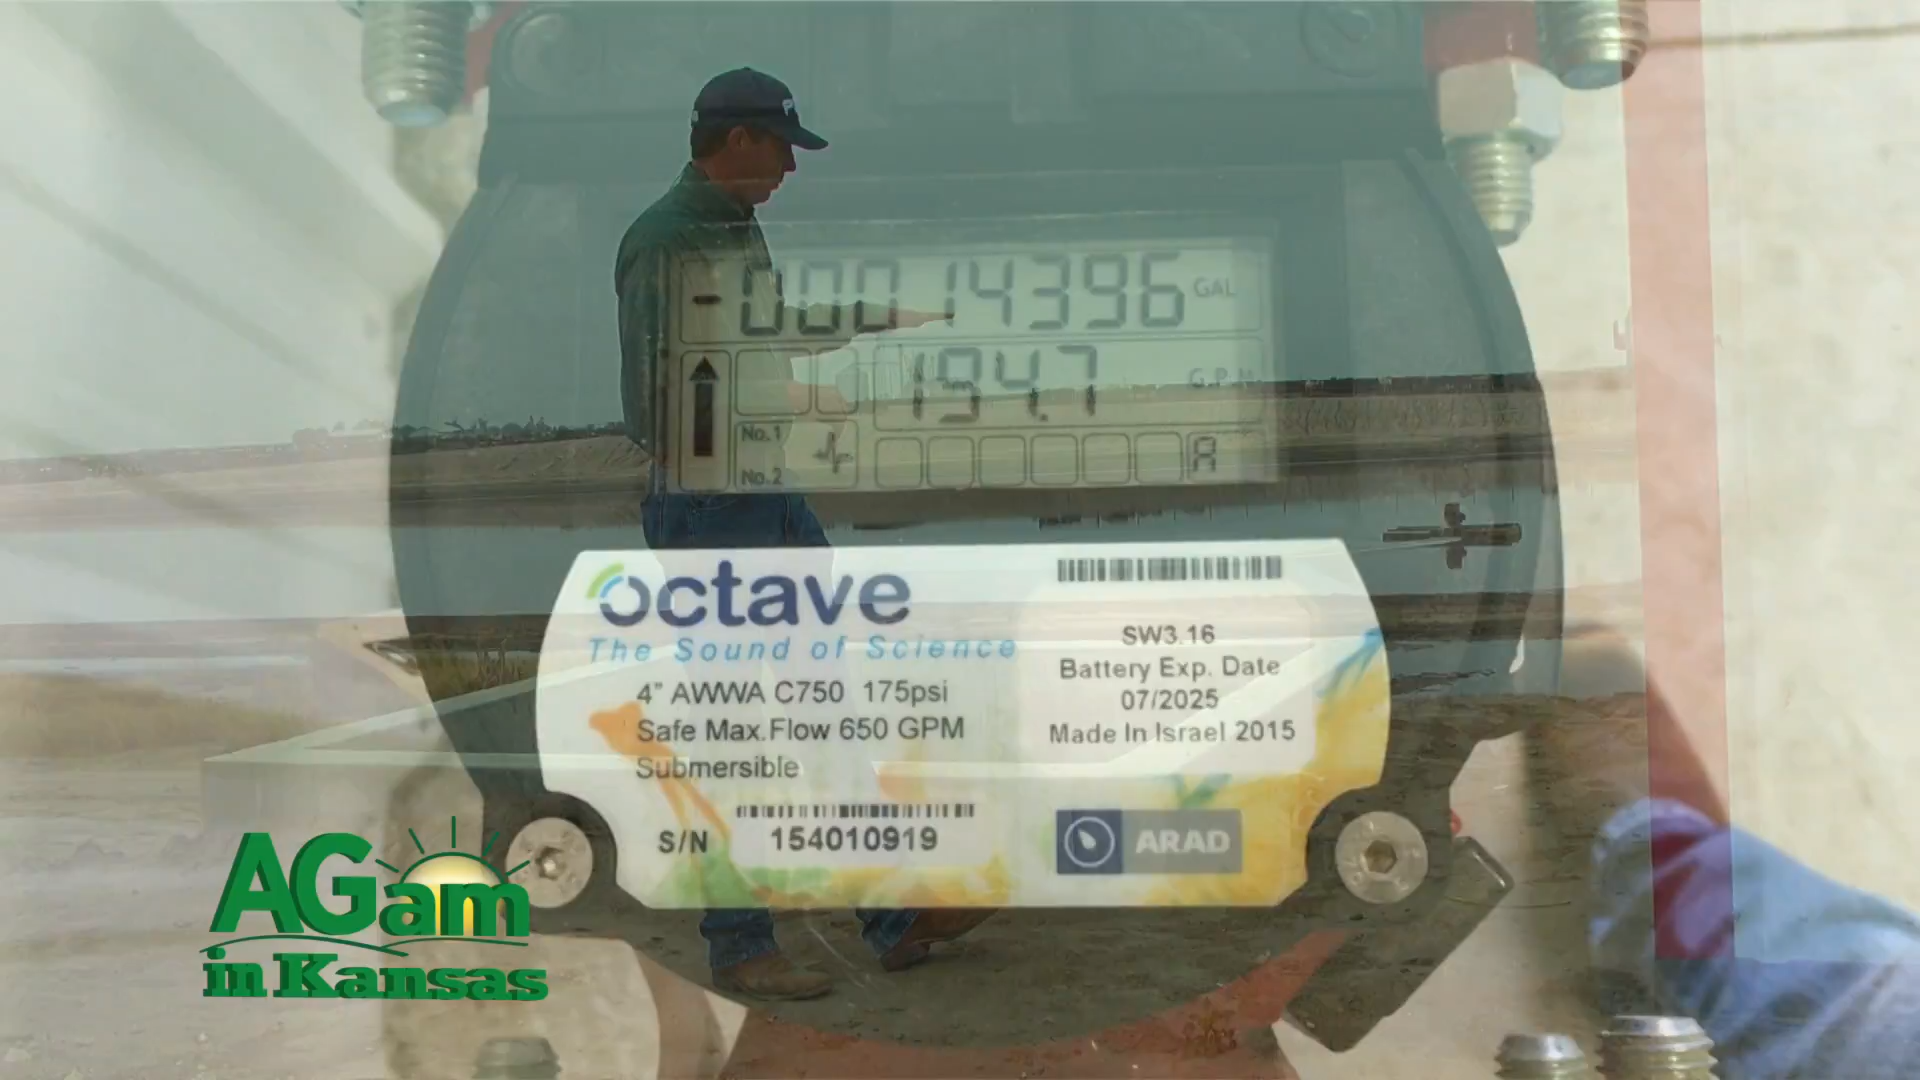 -00014396 GAL
194.7 G.P.M
No.1
No.2
A
octave
The Sound of Science
4" AWWA C750 175psi
Safe Max.Flow 650 GPM
Submersible
S/N 154010919
SW3.16
Battery Exp. Date
07/2025
Made In Israel 2015
ARAD
AGam
in Kansas